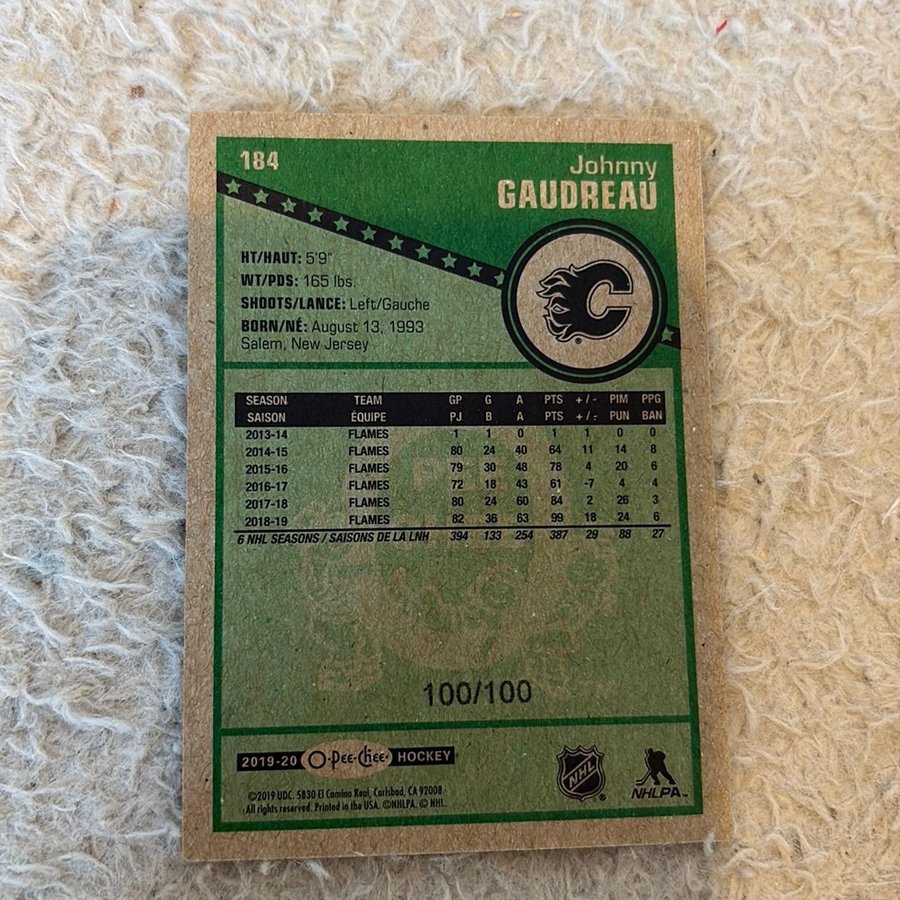 184
Johnny
GAUDREAU
HT/HAUT: 5'9"
WT/PDS: 165 lbs.
SHOOTS/LANCE: Left/Gauche
BORN/NÉ: August 13, 1993
Salem, New Jersey
C
SEASON TEAM GP G A PTS +/- PIM PPG
SAISON ÉQUIPE PJ B A PTS +/- PUN BAN
2013-14 FLAMES 1 1 0 1 1 0 0
2014-15 FLAMES 80 24 40 64 11 14 8
2015-16 FLAMES 79 30 48 78 4 20 6
2016-17 FLAMES 72 18 43 61 -7 4 4
2017-18 FLAMES 80 24 60 84 2 26 3
2018-19 FLAMES 82 36 63 99 18 24 6
6 NHL SEASONS / SAISONS DE LA LNH 394 133 254 387 29 88 27
100/100
2019-20 O-Pee-Chee HOCKEY
©2019 UDC. 5830 El Camino Real, Carlsbad, CA 92008.
All rights reserved. Printed in the USA. ©NHLPA. © NHL.
NHL
NHLPA